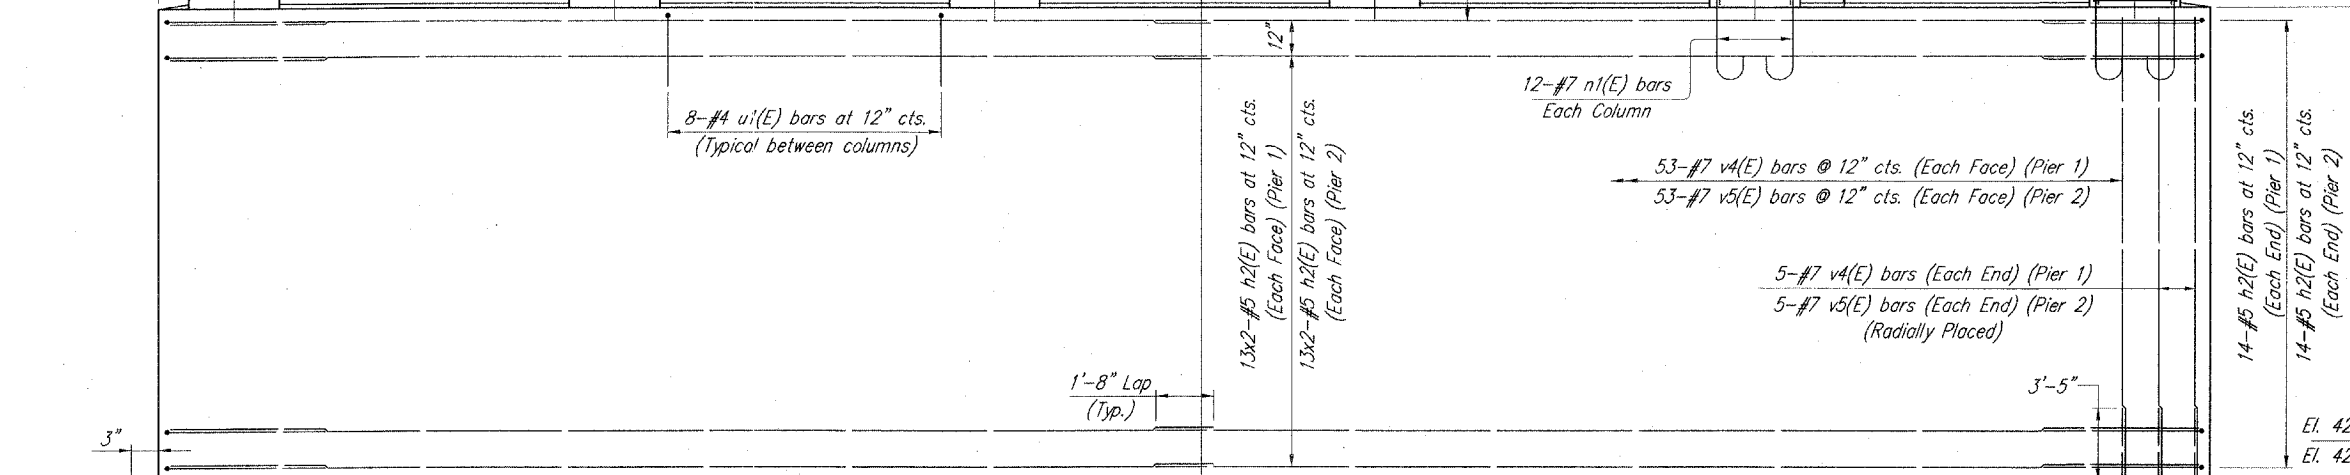 12"
12-#7 n1(E) bars
Each Column
8-#4 u1(E) bars at 12" cts.
(Typical between columns)
13x2-#5 h2(E) bars at 12" cts.
(Each Face) (Pier 1)
13x2-#5 h2(E) bars at 12" cts.
(Each Face) (Pier 2)
53-#7 v4(E) bars @ 12" cts. (Each Face) (Pier 1)
53-#7 v5(E) bars @ 12" cts. (Each Face) (Pier 2)
5-#7 v4(E) bars (Each End) (Pier 1)
5-#7 v5(E) bars (Each End) (Pier 2)
(Radially Placed)
14-#5 h2(E) bars at 12" cts.
(Each End) (Pier 1)
14-#5 h2(E) bars at 12" cts.
(Each End) (Pier 2)
1'-8" Lap
(Typ.)
3'-5"
3"
El. 42
El. 42